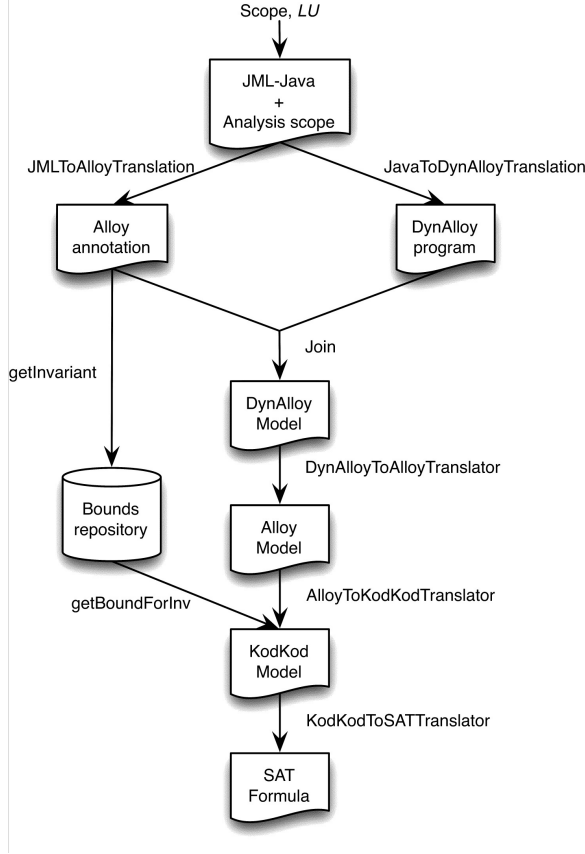 Scope, LU
JML-Java
+
Analysis scope
JMLToAlloyTranslation
JavaToDynAlloyTranslation
Alloy
annotation
DynAlloy
program
Join
getInvariant
DynAlloy
Model
DynAlloyToAlloyTranslator
Bounds
repository
Alloy
Model
getBoundForInv
AlloyToKodKodTranslator
KodKod
Model
KodKodToSATTranslator
SAT
Formula